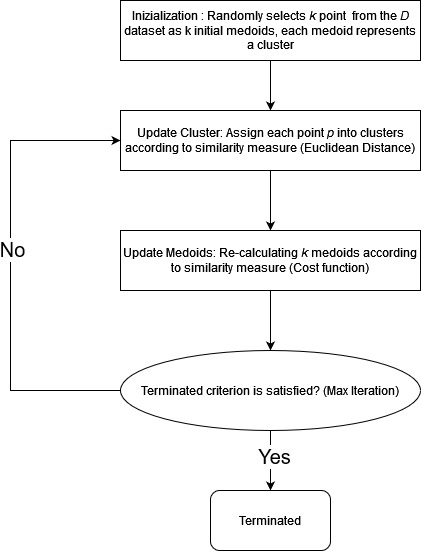 Inizialization : Randomly selects k point from the D
dataset as k initial medoids, each medoid represents
a cluster
Update Cluster: Assign each point p into clusters
according to similarity measure (Euclidean Distance)
No
Update Medoids: Re-calculating k medoids according
to similarity measure (Cost function)
Terminated criterion is satisfied? (Max Iteration)
Yes
Terminated